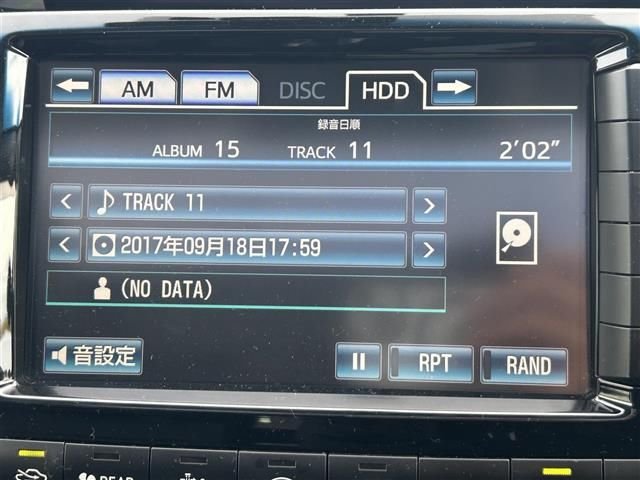 AM FM DISC HDD
録音日順
ALBUM 15 TRACK 11 2'02"
TRACK 11
2017年09月18日17:59
(NO DATA)
音設定 RPT RAND
REAR